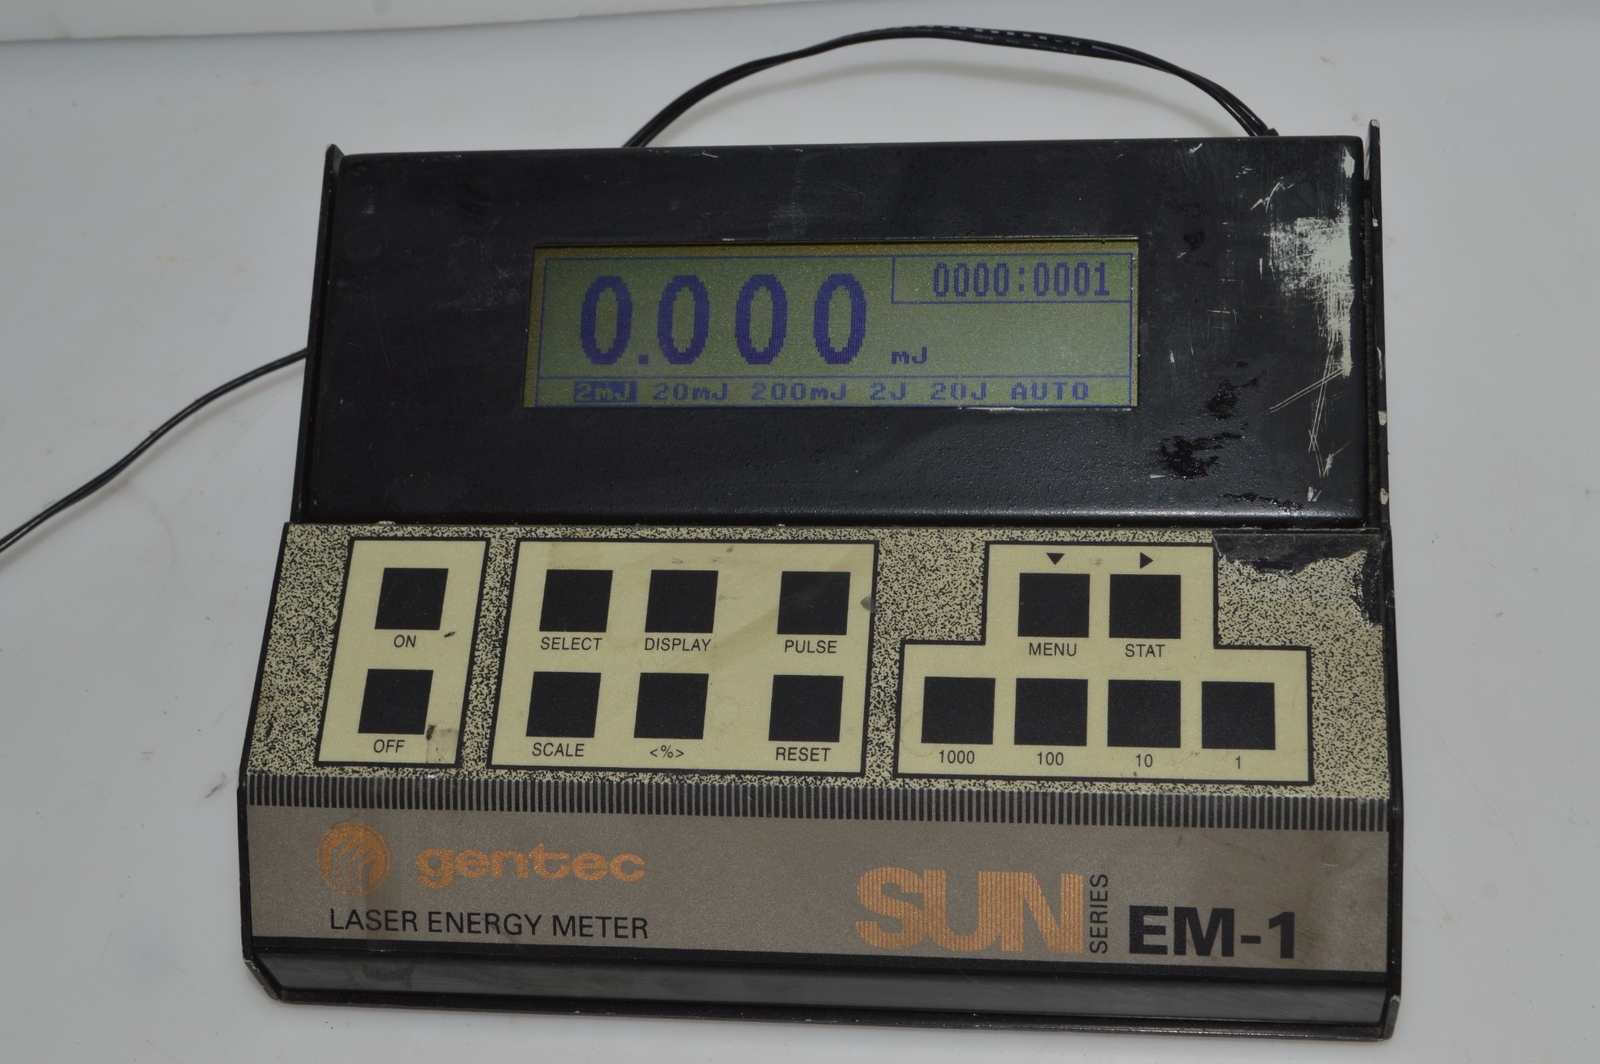 0000:0001
0.000 mJ
2mJ 20mJ 200mJ 2J 20J AUTO
ON
OFF
SELECT DISPLAY PULSE
SCALE <%> RESET
MENU STAT
1000 100 10 1
gentec
LASER ENERGY METER
SUN SERIES EM-1